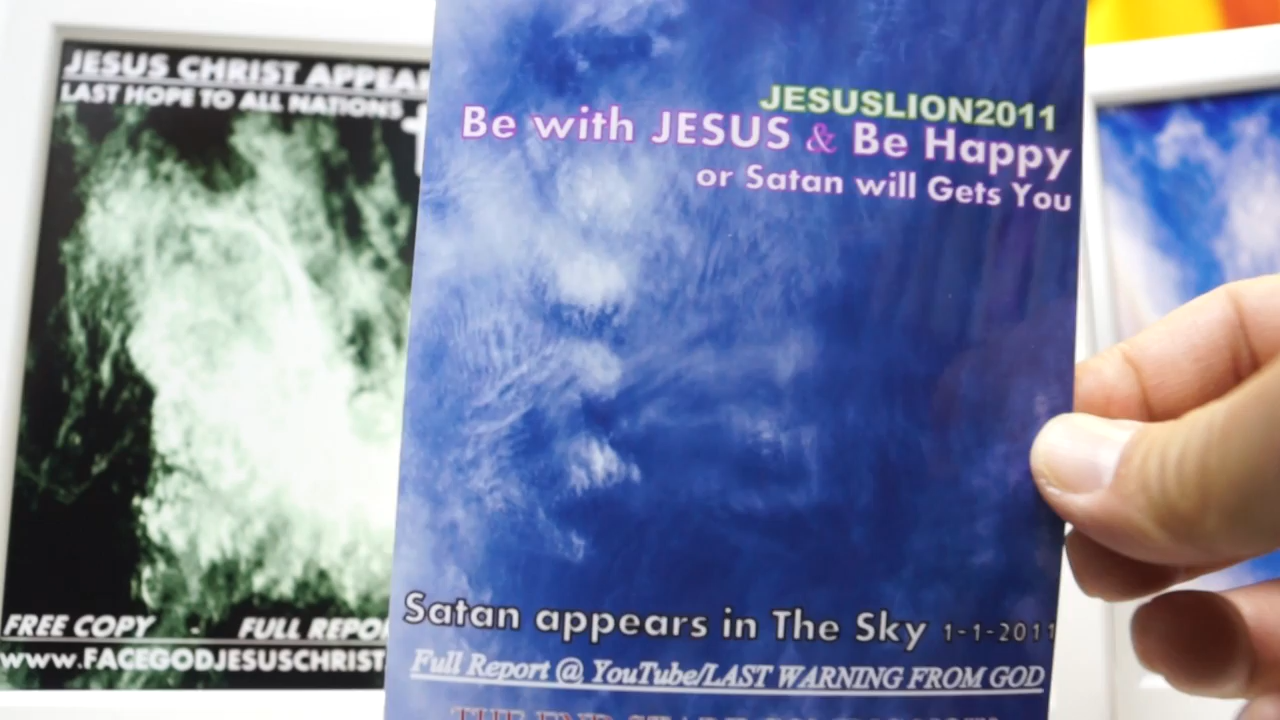 JESUS CHRIST
LAST HOPE TO ALL NATIONS
FREE COPY - FULL
www.FACEGODJESUSCHRIST
JESUSLION2011
Be with JESUS & Be Happy
or Satan will Gets You
Satan appears in The Sky 1-1-2011
Full Report @ YouTube/LAST WARNING FROM GOD